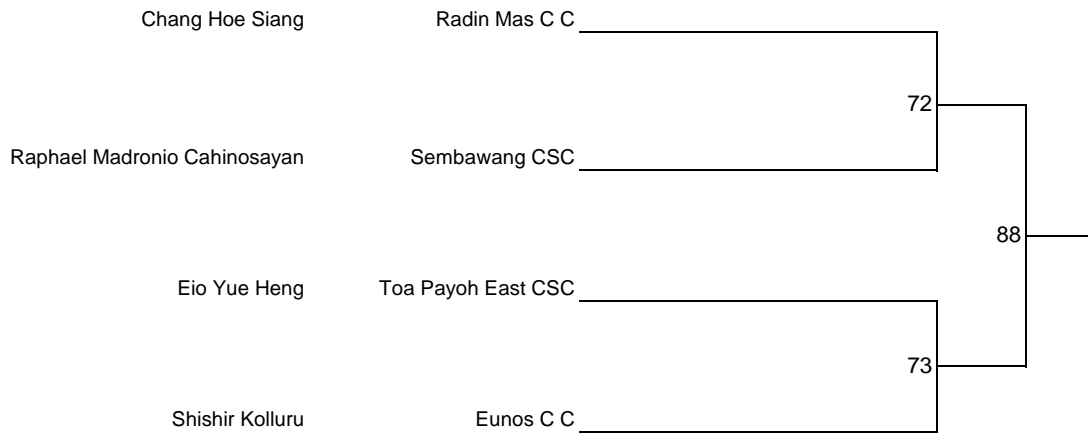 Chang Hoe Siang Radin Mas C C
72
Raphael Madronio Cahinosayan Sembawang CSC
88
Eio Yue Heng Toa Payoh East CSC
73
Shishir Kolluru Eunos C C